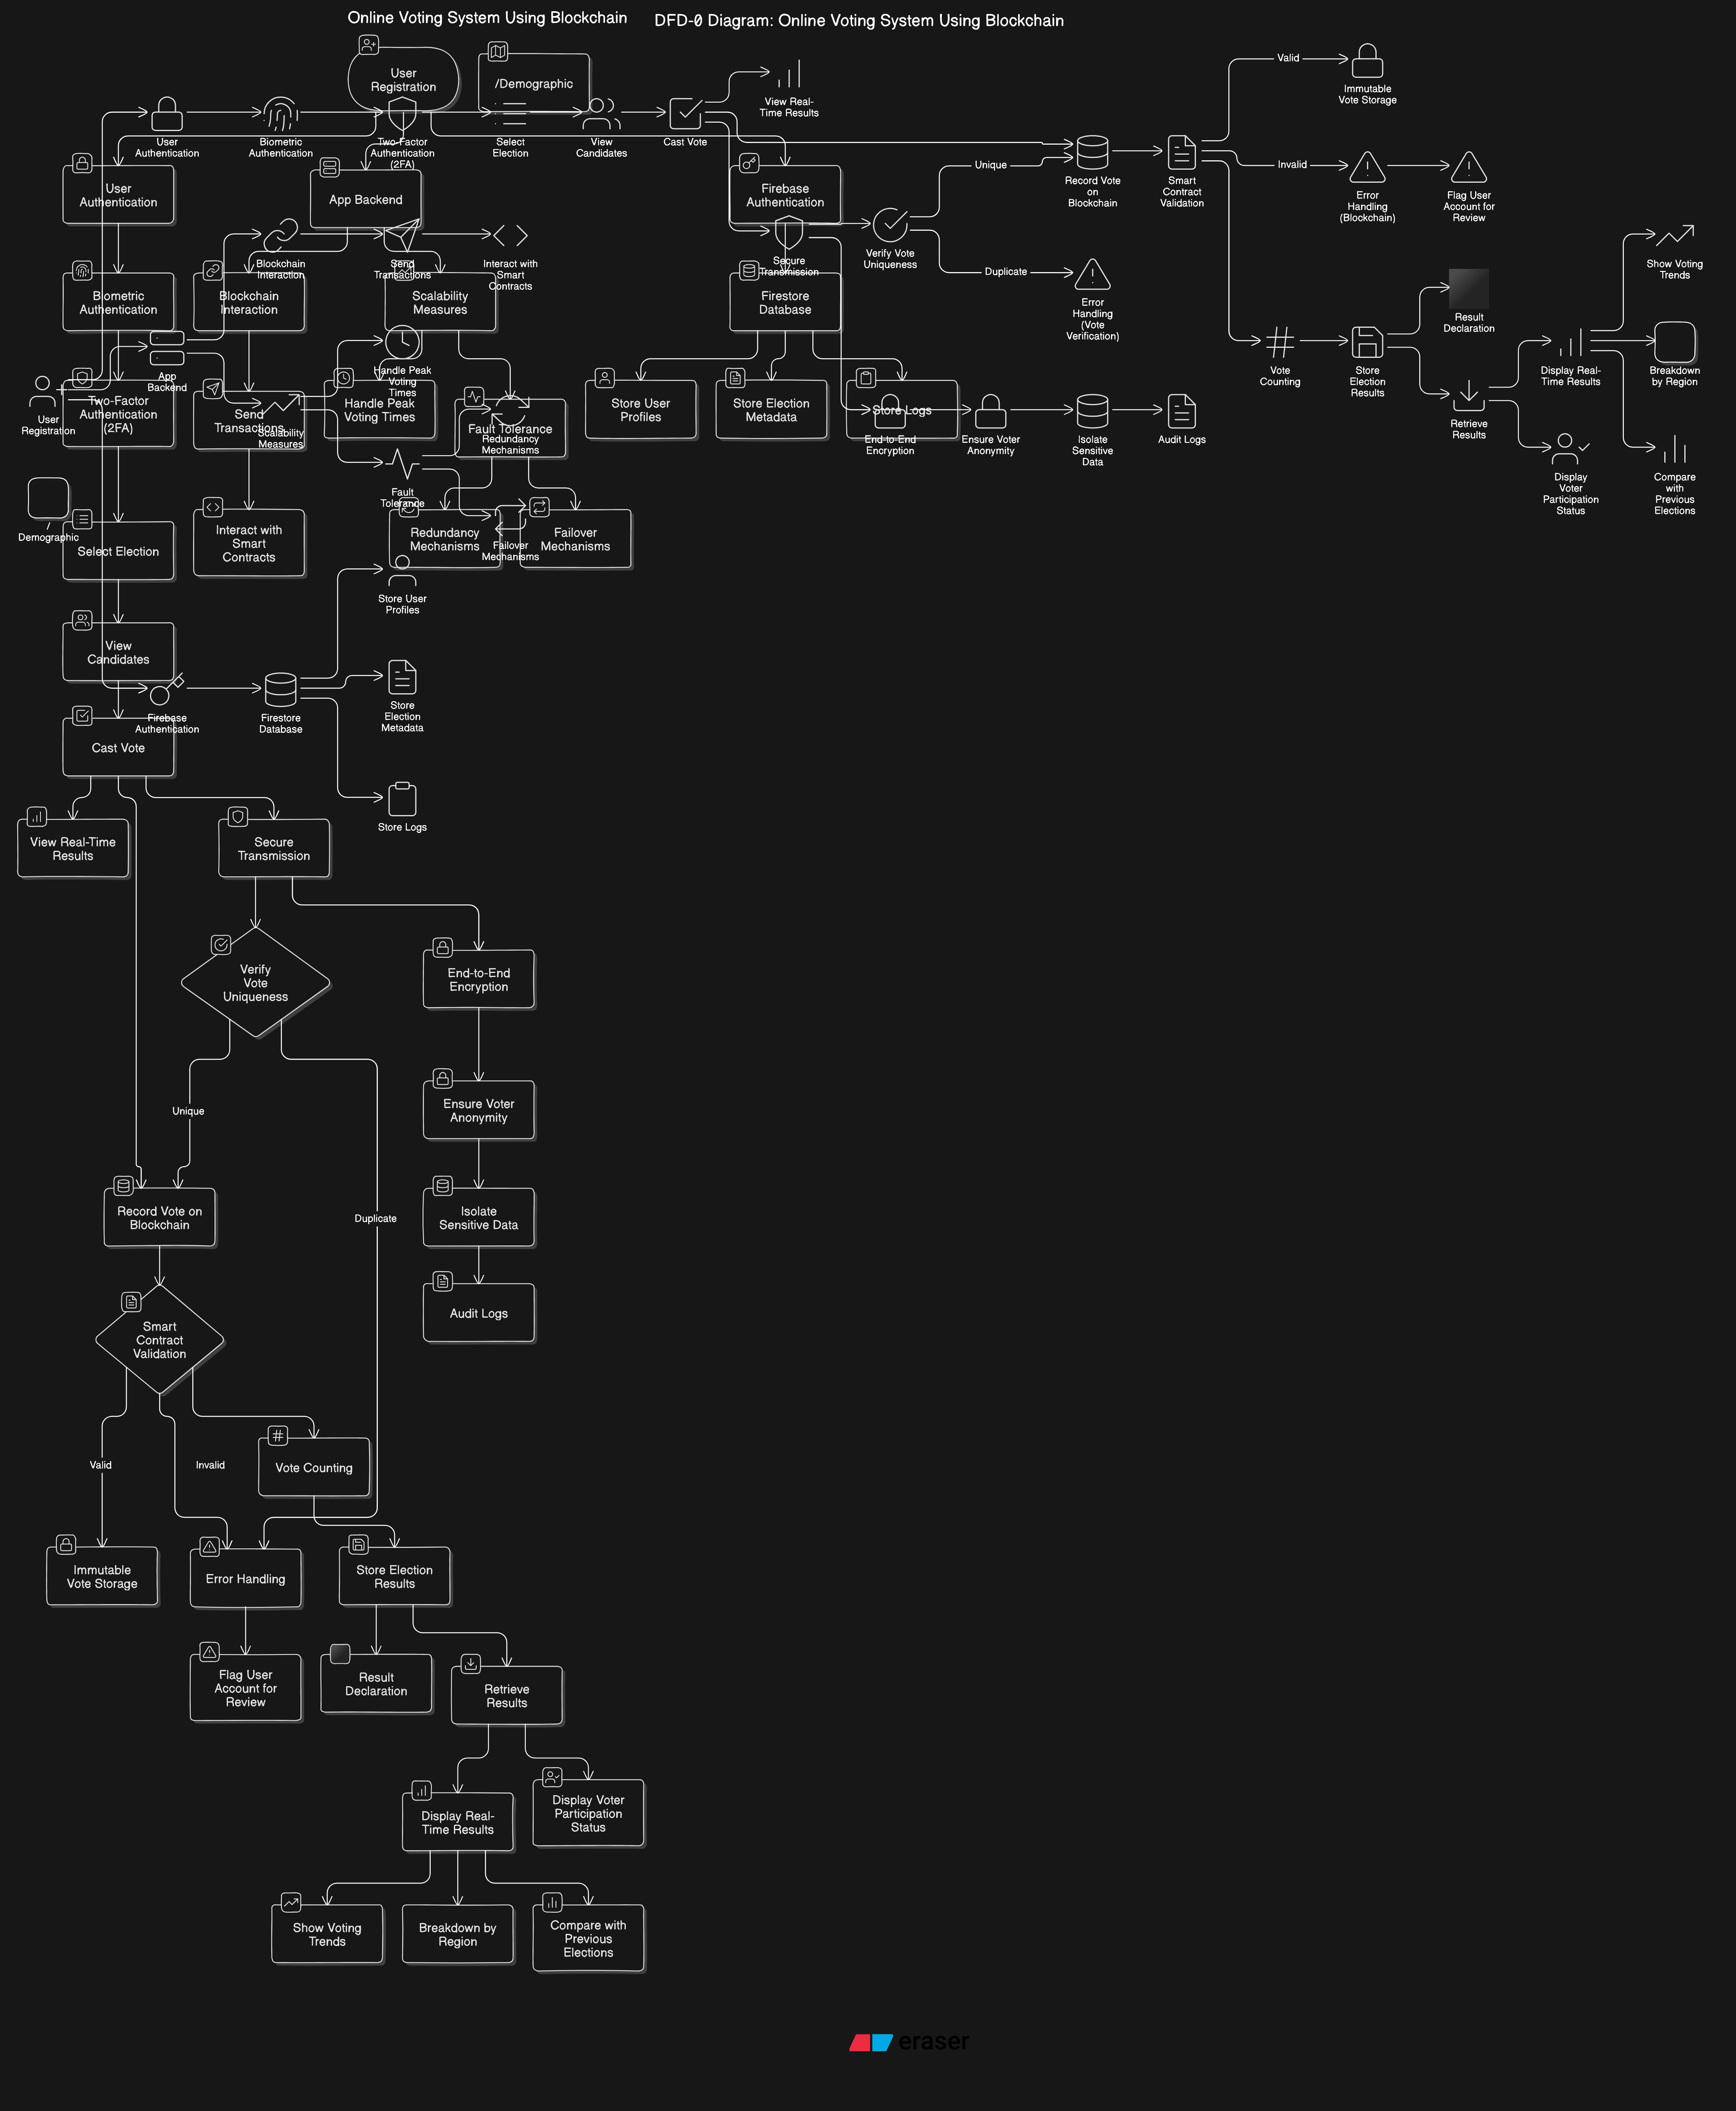 Online Voting System Using Blockchain
DFD-0 Diagram: Online Voting System Using Blockchain
User
Registration
/Demographic
View Real-
Time Results
Valid
Immutable
Vote Storage
User
Authentication
Biometric
Authentication
Two-Factor
Authentication
(2FA)
Select
Election
View
Candidates
Cast Vote
Unique
Record Vote
on
Blockchain
Smart
Contract
Validation
Invalid
Error
Handling
(Blockchain)
Flag User
Account for
Review
User
Authentication
App Backend
Firebase
Authentication
Verify Vote
Uniqueness
Blockchain
Interaction
Send
Transactions
Interact with
Smart
Contracts
Secure
Transmission
Duplicate
Error
Handling
(Vote
Verification)
Show Voting
Trends
Biometric
Authentication
Blockchain
Interaction
Scalability
Measures
Firestore
Database
Result
Declaration
App
Backend
Handle Peak
Voting
Times
Vote
Counting
Store
Election
Results
Display Real-
Time Results
Breakdown
by Region
User
Registration
Two-Factor
Authentication
(2FA)
Send
Transactions
Scalability
Measures
Handle Peak
Voting Times
Fault Tolerance
Redundancy
Mechanisms
Store User
Profiles
Store Election
Metadata
Store Logs
End-to-End
Encryption
Ensure Voter
Anonymity
Isolate
Sensitive
Data
Audit Logs
Retrieve
Results
Display
Voter
Participation
Status
Compare
with
Previous
Elections
Fault
Tolerance
/
Demographic
Select Election
Interact with
Smart
Contracts
Redundancy
Mechanisms
Failover
Mechanisms
Failover
Mechanisms
Store User
Profiles
View
Candidates
Firebase
Authentication
Firestore
Database
Store
Election
Metadata
Cast Vote
Store Logs
View Real-Time
Results
Secure
Transmission
Verify
Vote
Uniqueness
End-to-End
Encryption
Unique
Ensure Voter
Anonymity
Record Vote on
Blockchain
Duplicate
Isolate
Sensitive Data
Smart
Contract
Validation
Audit Logs
Valid
Invalid
Vote Counting
Immutable
Vote Storage
Error Handling
Store Election
Results
Flag User
Account for
Review
Result
Declaration
Retrieve
Results
Display Real-
Time Results
Display Voter
Participation
Status
Show Voting
Trends
Breakdown by
Region
Compare with
Previous
Elections
eraser